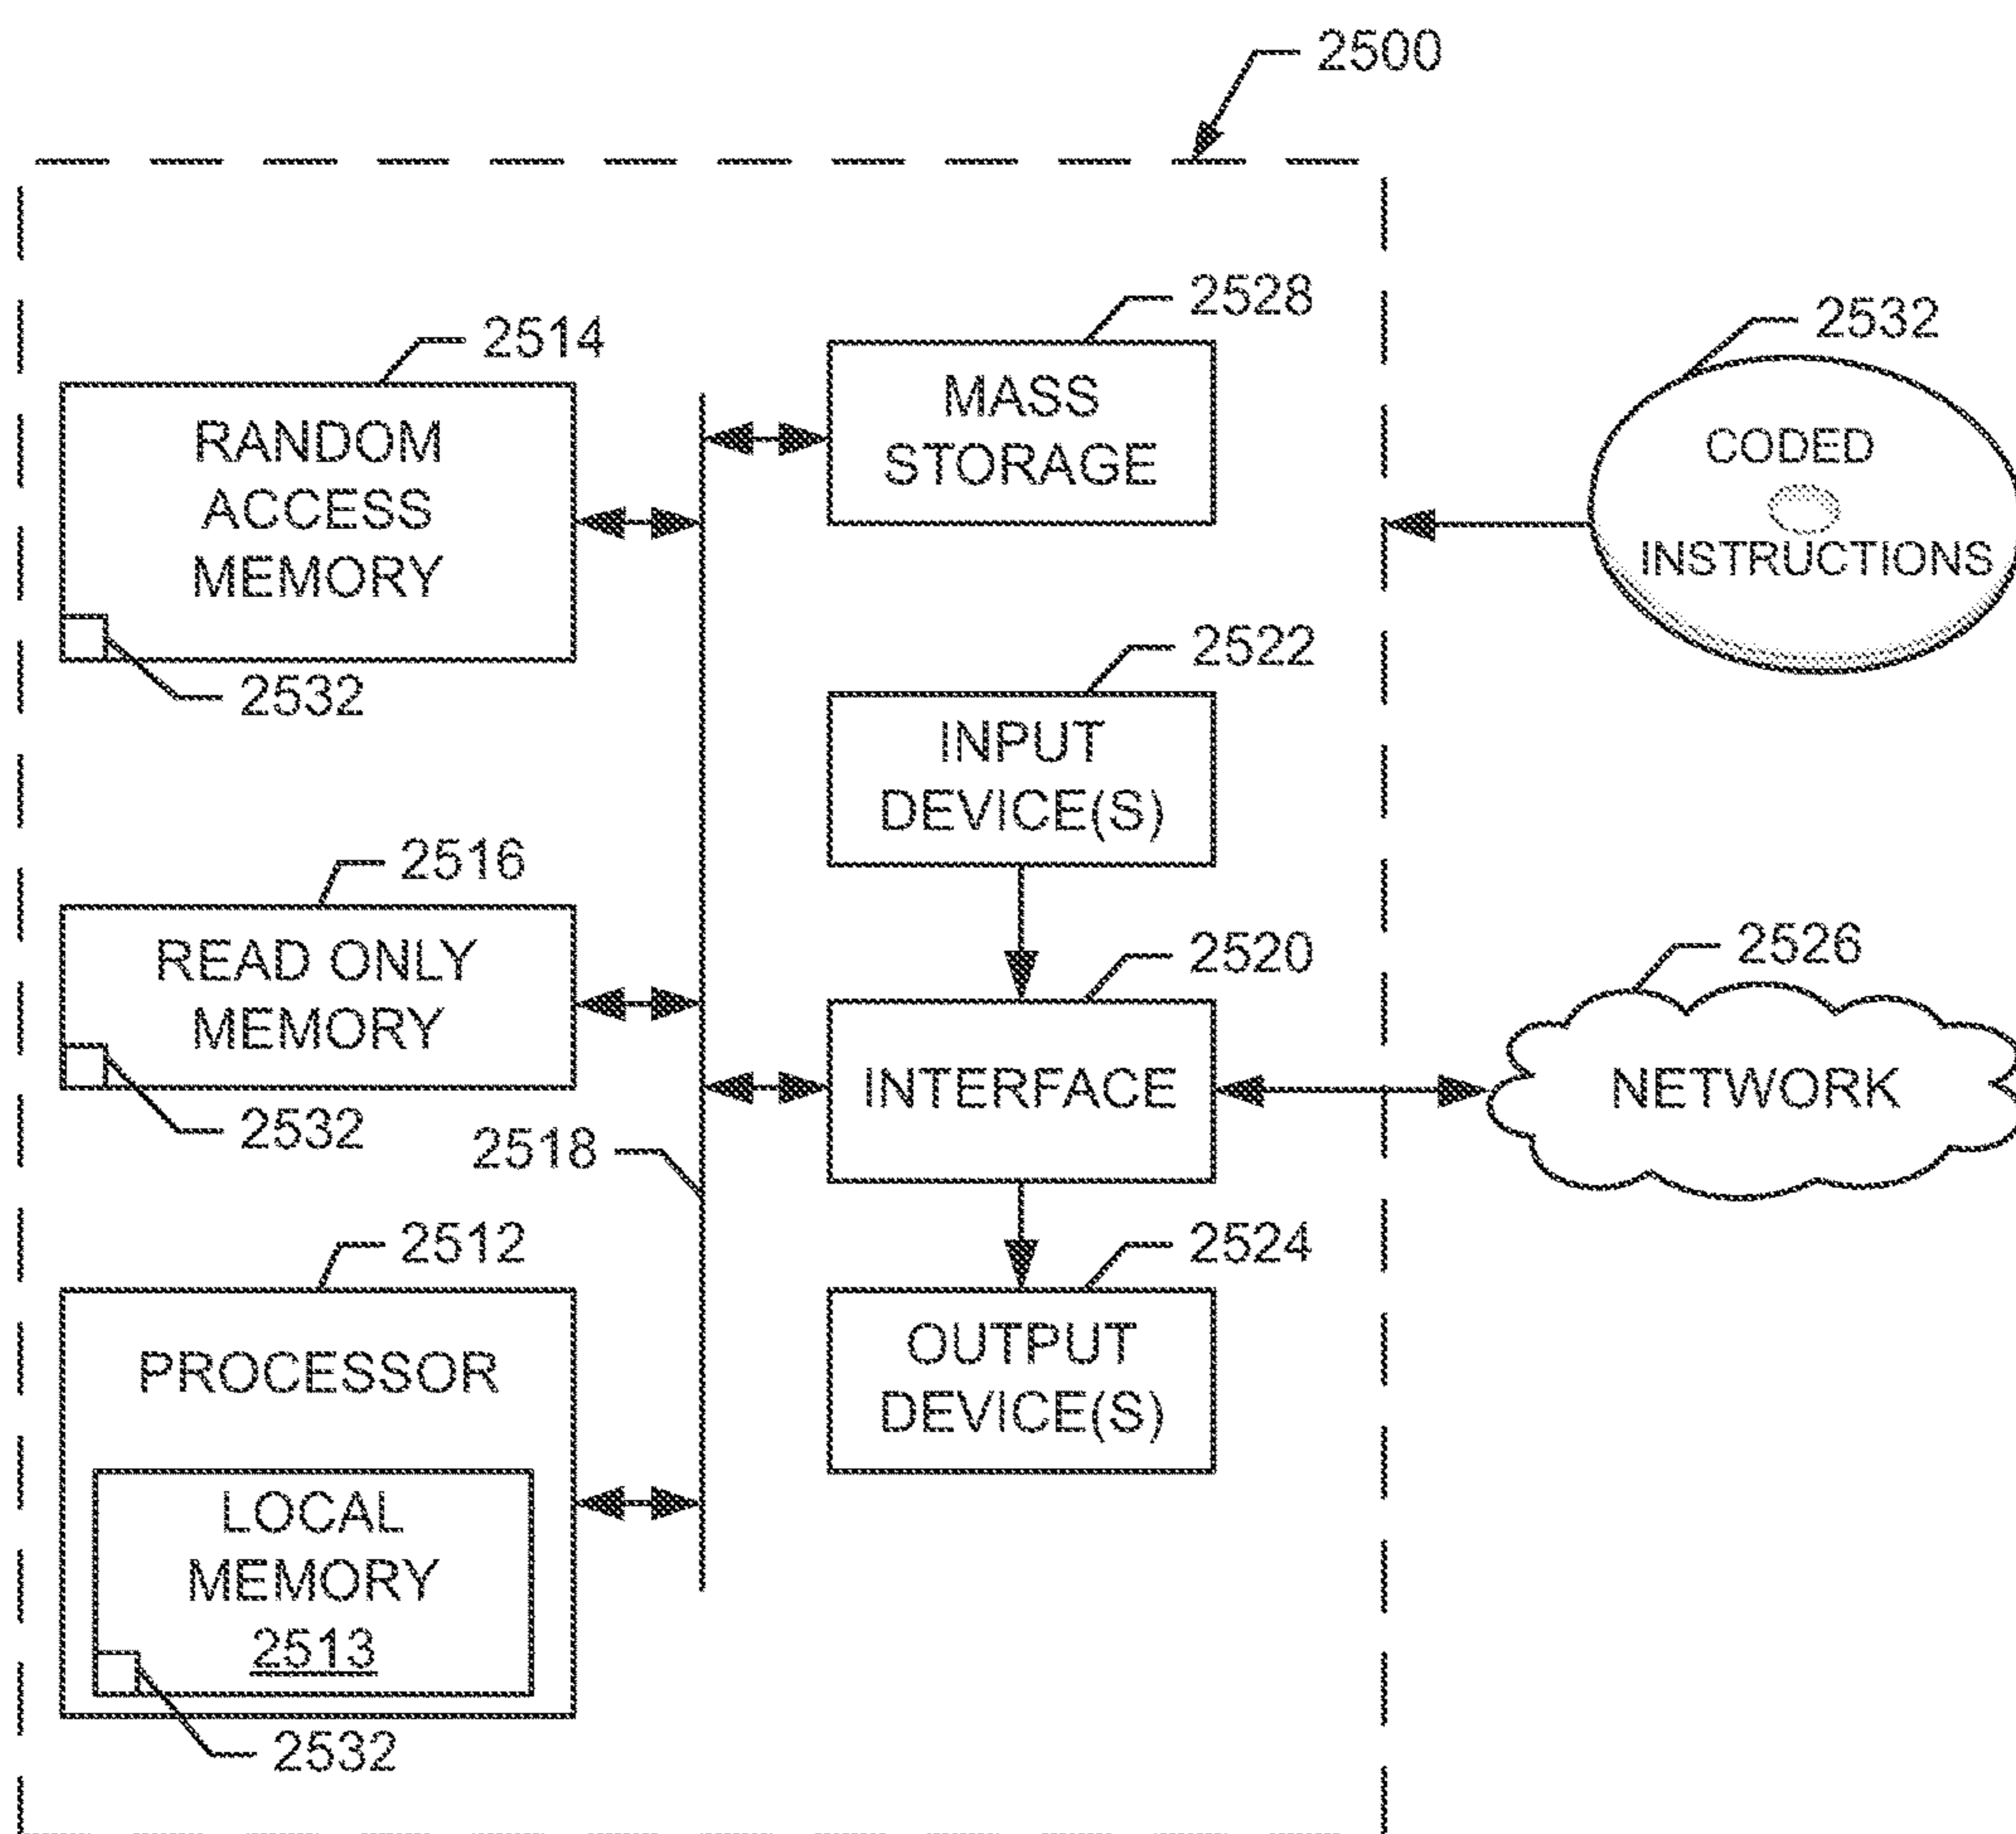 2500
2528
MASS
STORAGE
2514
RANDOM
ACCESS
MEMORY
2532
2532
CODED
INSTRUCTIONS
2522
INPUT
DEVICE(S)
2516
READ ONLY
MEMORY
2532
2520
INTERFACE
2526
NETWORK
2518
2512
PROCESSOR
LOCAL
MEMORY
2513
2532
2524
OUTPUT
DEVICE(S)